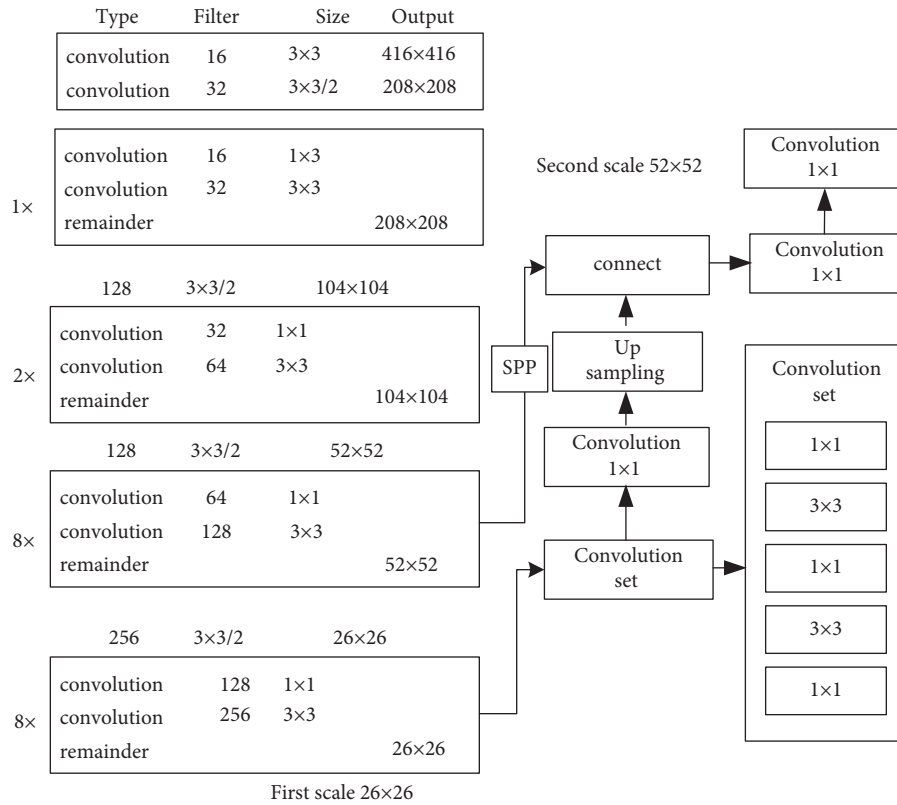 Type Filter Size Output
convolution 16 3×3 416×416
convolution 32 3×3/2 208×208
1×
convolution 16 1×3
convolution 32 3×3
remainder 208×208
128 3×3/2 104×104
2×
convolution 32 1×1
convolution 64 3×3
remainder 104×104
128 3×3/2 52×52
8×
convolution 64 1×1
convolution 128 3×3
remainder 52×52
256 3×3/2 26×26
8×
convolution 128 1×1
convolution 256 3×3
remainder 26×26
First scale 26×26
Second scale 52×52
Convolution
1×1
Convolution
1×1
connect
SPP
Up
sampling
Convolution
1×1
Convolution
set
Convolution
set
1×1
3×3
1×1
3×3
1×1